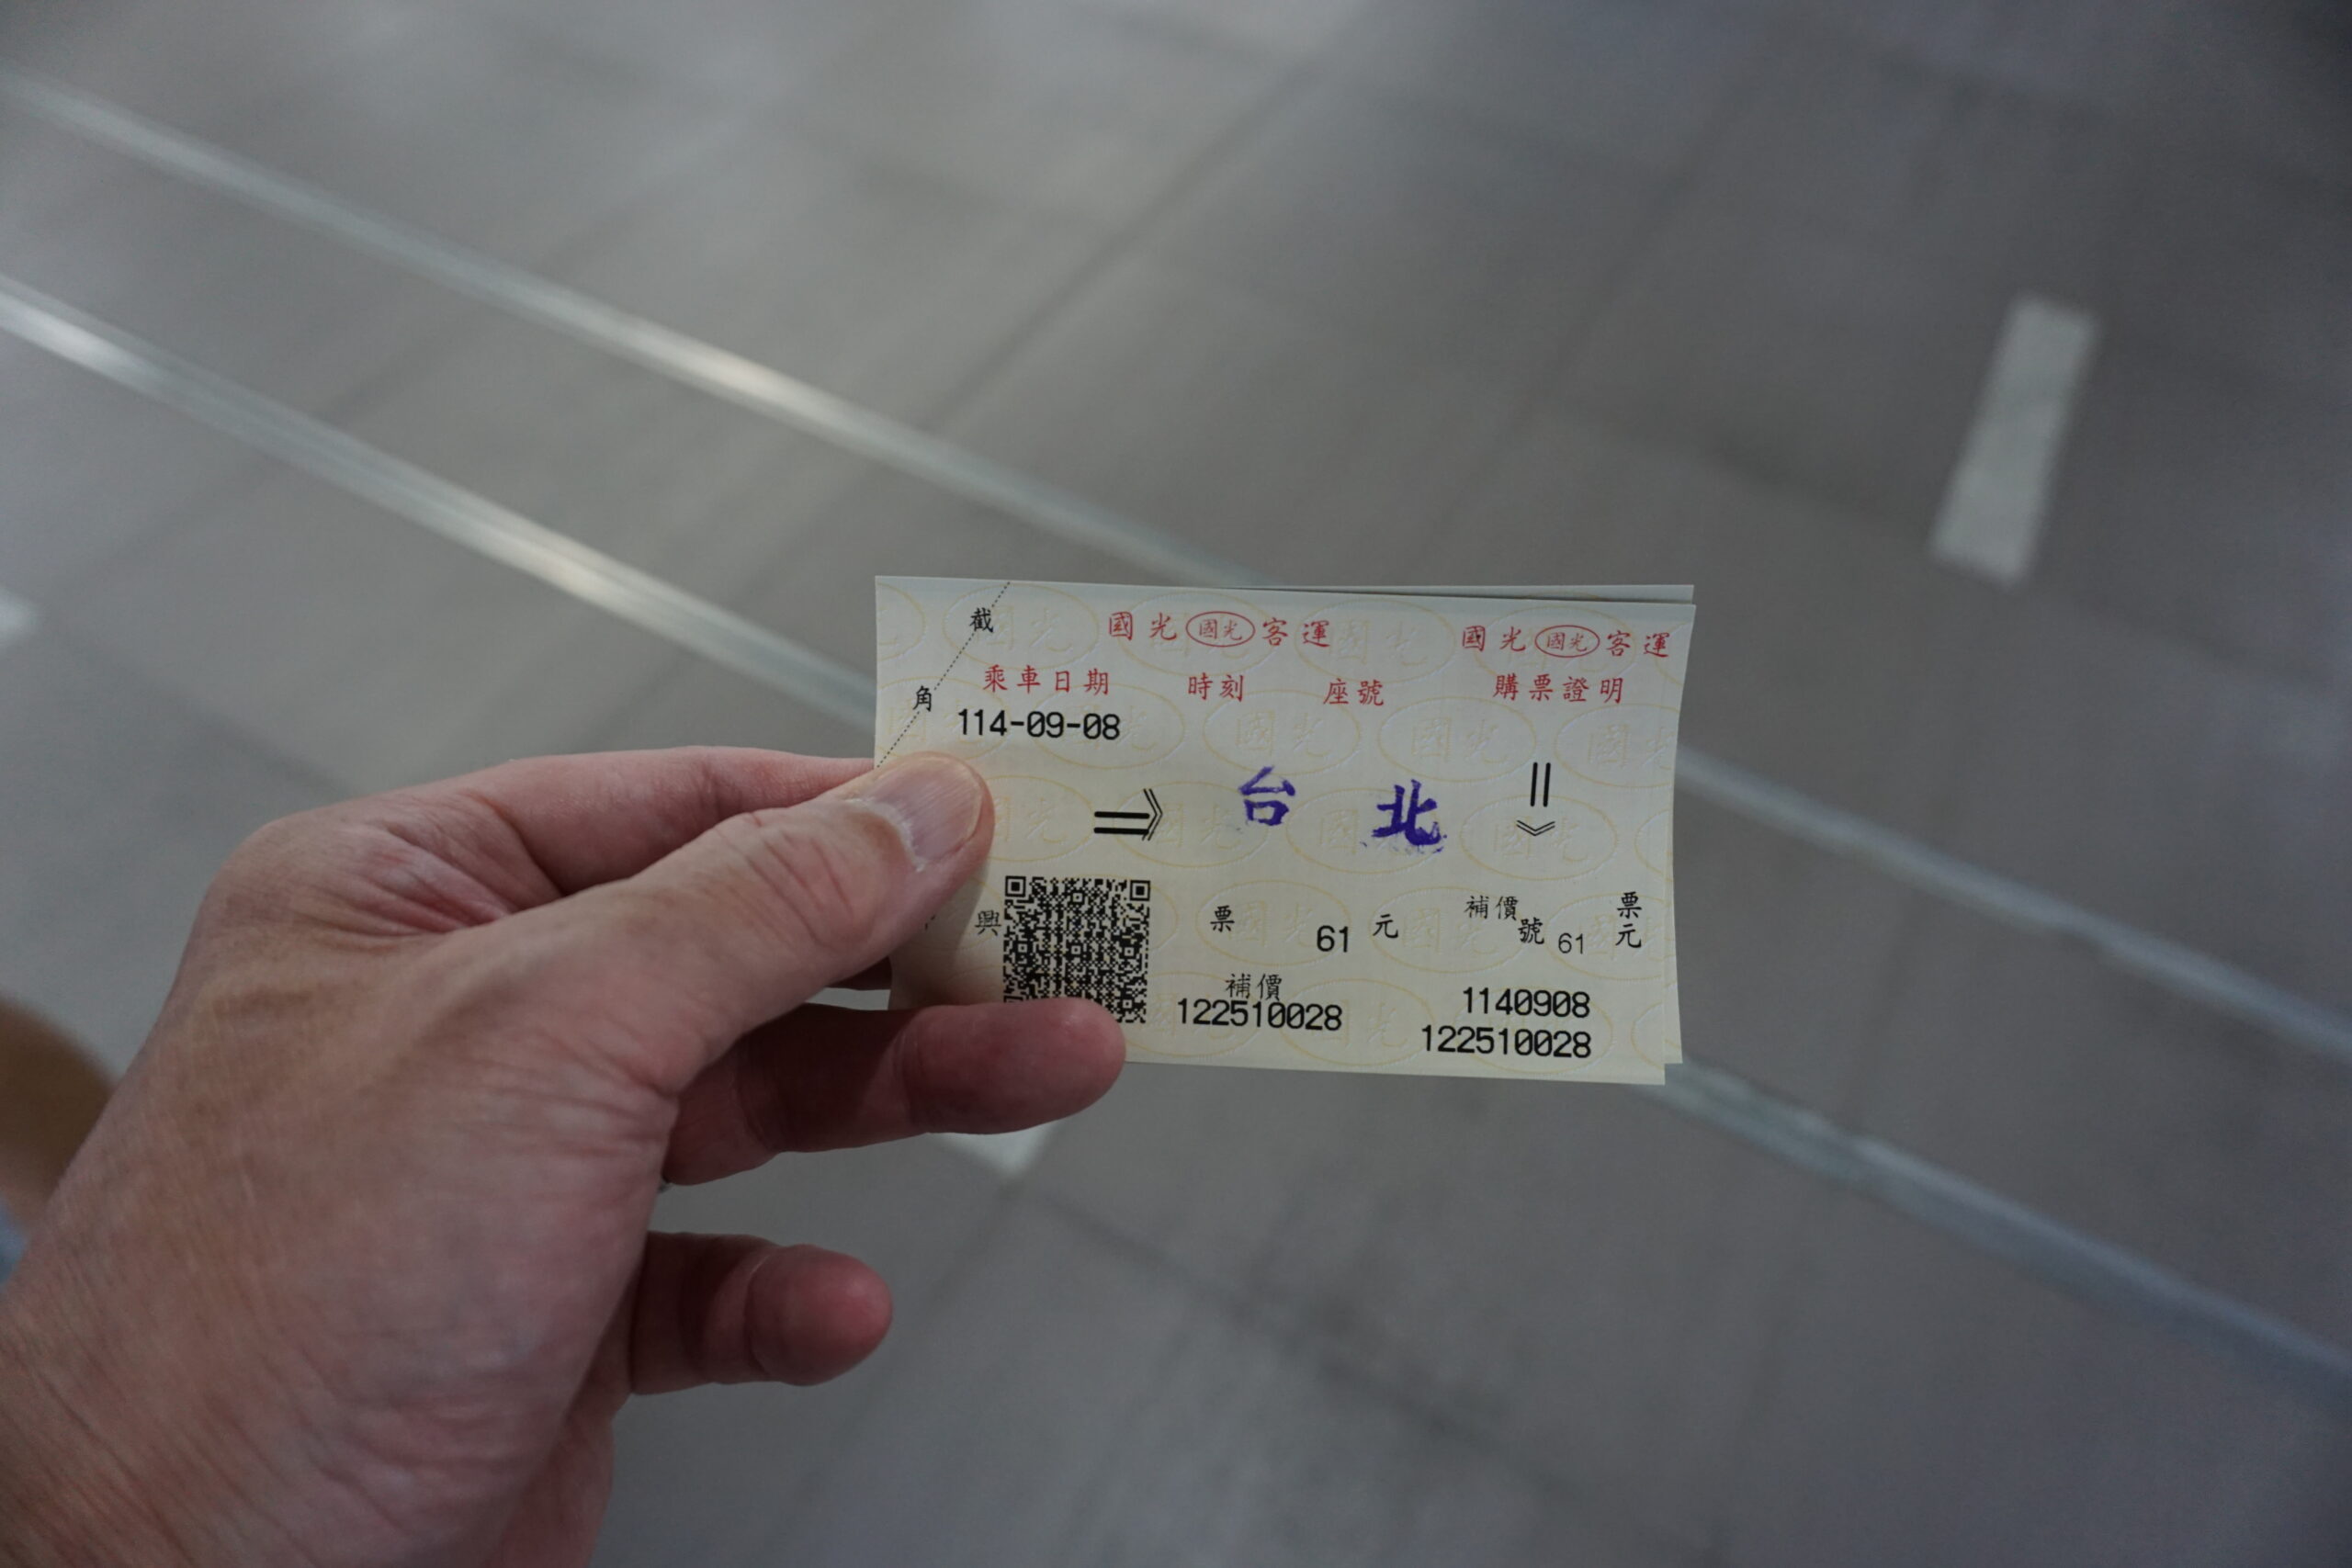 截 國光 國光 客運 國光 國光 客運
角 乘車日期 時刻 座號 購票證明
114-09-08
台北
興 票 61 元 補價 號 61 票元
補價
122510028 1140908
122510028